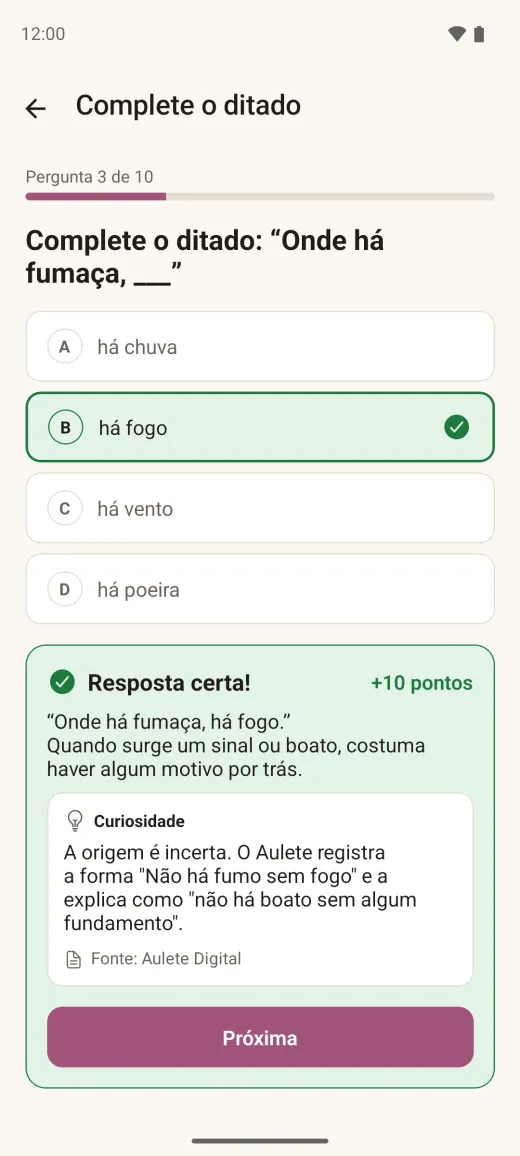 12:00
Complete o ditado
Pergunta 3 de 10
Complete o ditado: “Onde há
fumaça, ___”
A há chuva
B há fogo
C há vento
D há poeira
Resposta certa! +10 pontos
“Onde há fumaça, há fogo.”
Quando surge um sinal ou boato, costuma
haver algum motivo por trás.
Curiosidade
A origem é incerta. O Aulete registra
a forma "Não há fumo sem fogo" e a
explica como "não há boato sem algum
fundamento".
Fonte: Aulete Digital
Próxima